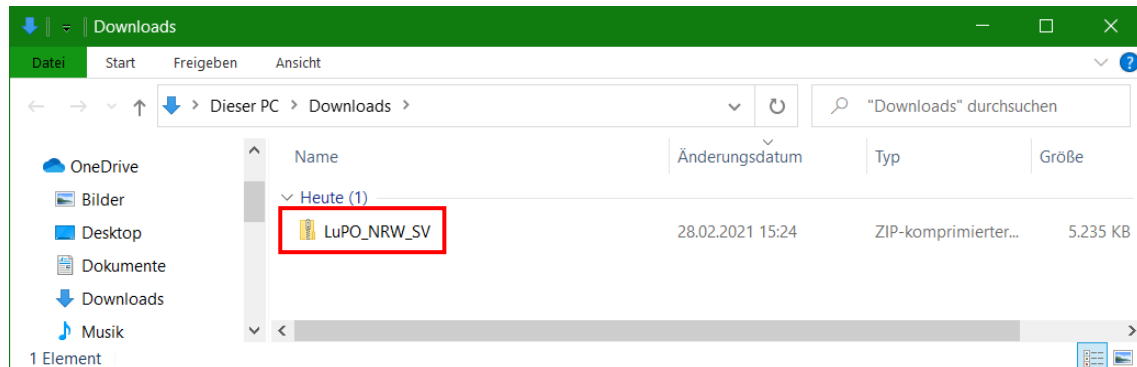 Downloads
Datei Start Freigeben Ansicht ?
Dieser PC > Downloads > "Downloads" durchsuchen
OneDrive
Bilder
Desktop
Dokumente
Downloads
Musik
Name Änderungsdatum Typ Größe
Heute (1)
LuPO_NRW_SV 28.02.2021 15:24 ZIP-komprimierter... 5.235 KB
1 Element